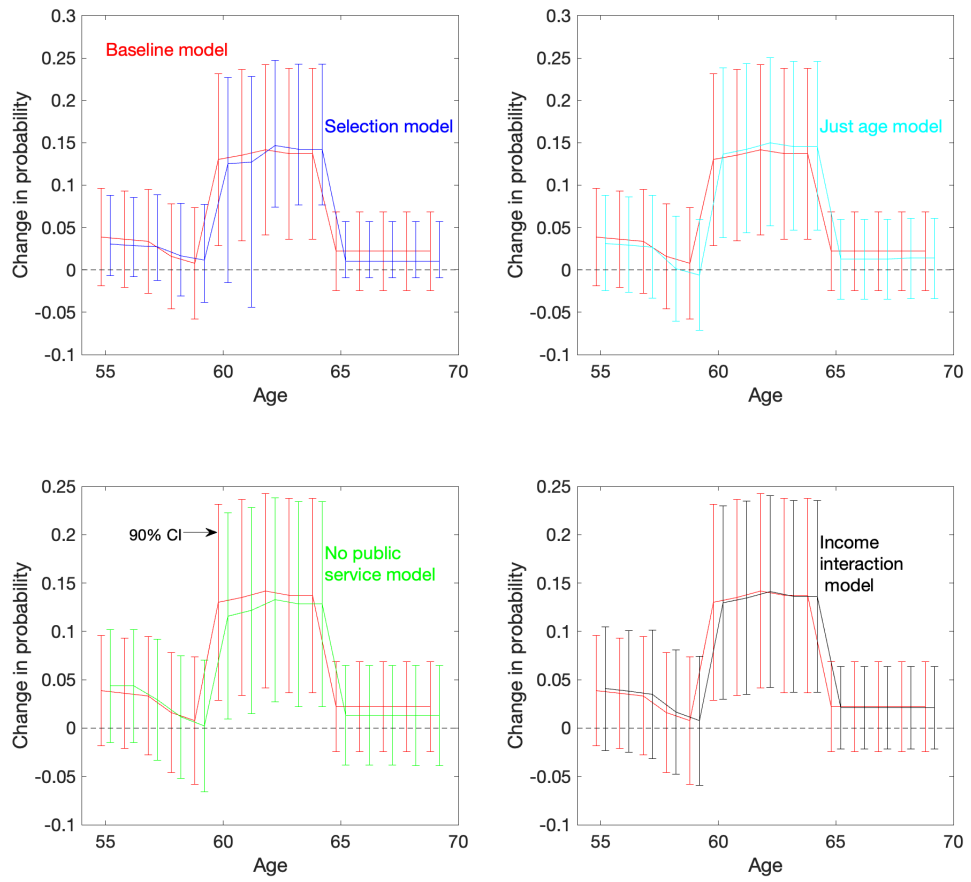 0.3
0.25
0.2
0.15
0.1
0.05
0
-0.05
-0.1
Change in probability
Baseline model
Selection model
55
60
65
70
Age
0.3
0.25
0.2
0.15
0.1
0.05
0
-0.05
-0.1
Change in probability
Just age model
55
60
65
70
Age
0.25
0.2
0.15
0.1
0.05
0
-0.05
-0.1
Change in probability
90% CI
No public
service model
55
60
65
70
Age
0.25
0.2
0.15
0.1
0.05
0
-0.05
-0.1
Change in probability
Income
interaction
model
55
60
65
70
Age